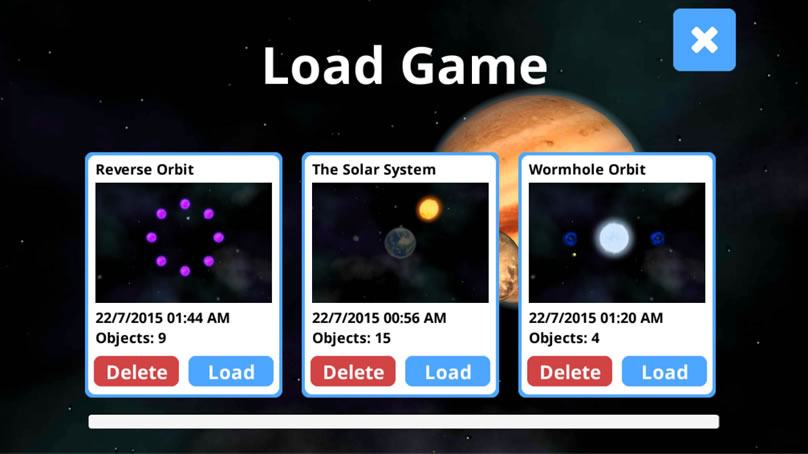 Load Game
Reverse Orbit
22/7/2015 01:44 AM
Objects: 9
Delete
Load
The Solar System
22/7/2015 00:56 AM
Objects: 15
Delete
Load
Wormhole Orbit
22/7/2015 01:20 AM
Objects: 4
Delete
Load